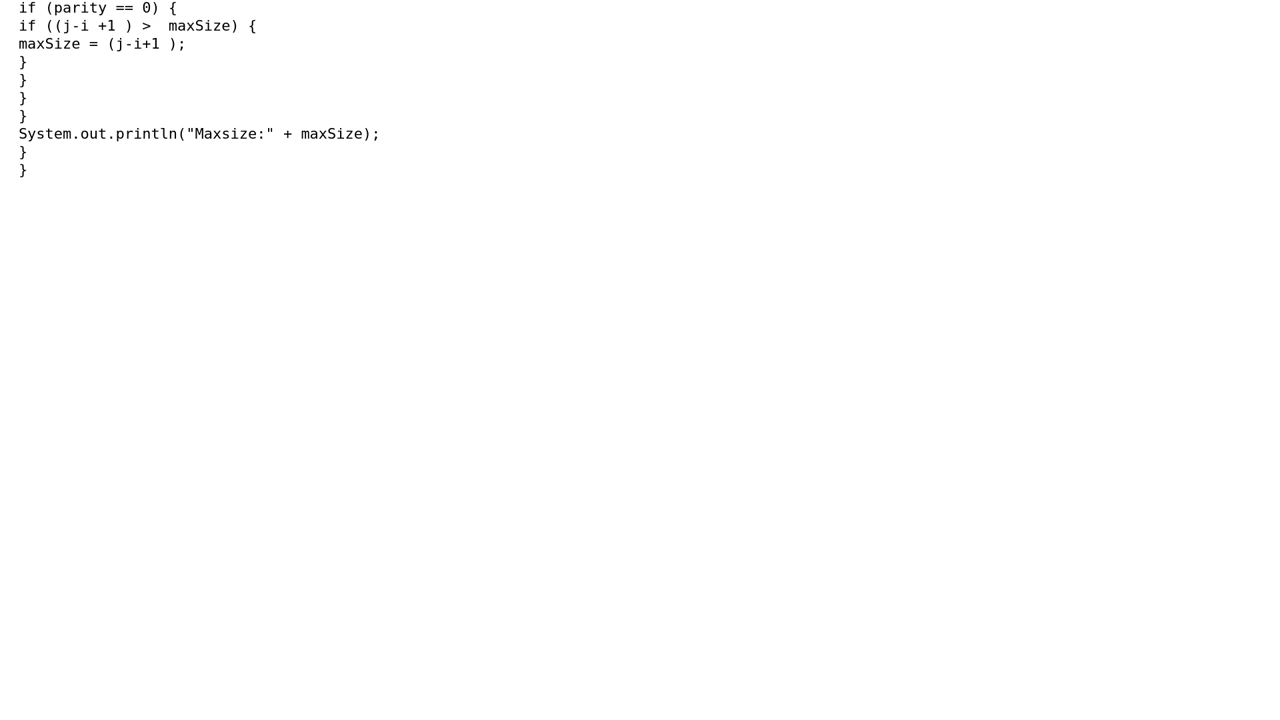 if (parity == 0) {
if ((j-i +1 ) >  maxSize) {
maxSize = (j-i+1 );
}
}
}
}
System.out.println("Maxsize:" + maxSize);
}
}